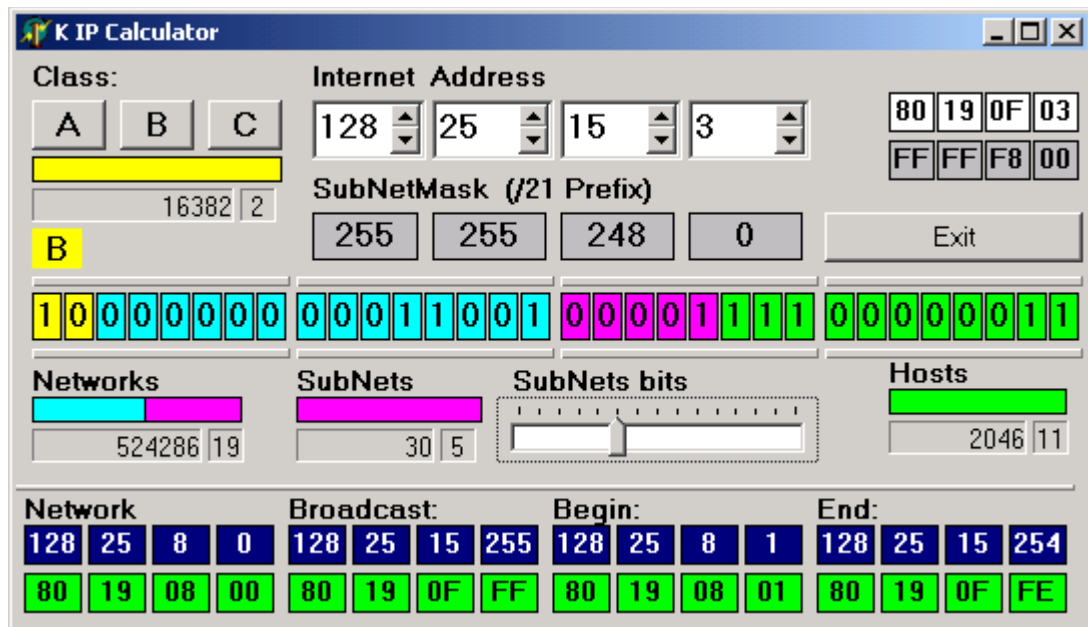 K IP Calculator
Class: Internet Address
A B C 128 25 15 3 80 19 0F 03
FF FF F8 00
SubNetMask (/21 Prefix)
16382 2
B 255 255 248 0 Exit
1 0 0 0 0 0 0 0 0 0 0 1 1 0 0 1 0 0 0 0 1 1 1 1 0 0 0 0 0 0 1 1
Networks SubNets SubNets bits Hosts
524286 19 30 5 2046 11
Network Broadcast: Begin: End:
128 25 8 0 128 25 15 255 128 25 8 1 128 25 15 254
80 19 08 00 80 19 0F FF 80 19 08 01 80 19 0F FE